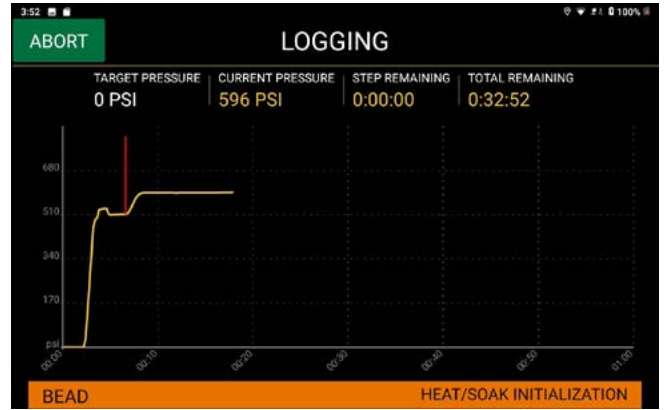 3:52
100%
ABORT
LOGGING
TARGET PRESSURE
0 PSI
CURRENT PRESSURE
596 PSI
STEP REMAINING
0:00:00
TOTAL REMAINING
0:32:52
680
510
340
170
psi
00:00
00:10
00:20
00:30
00:40
00:50
01:00
BEAD
HEAT/SOAK INITIALIZATION